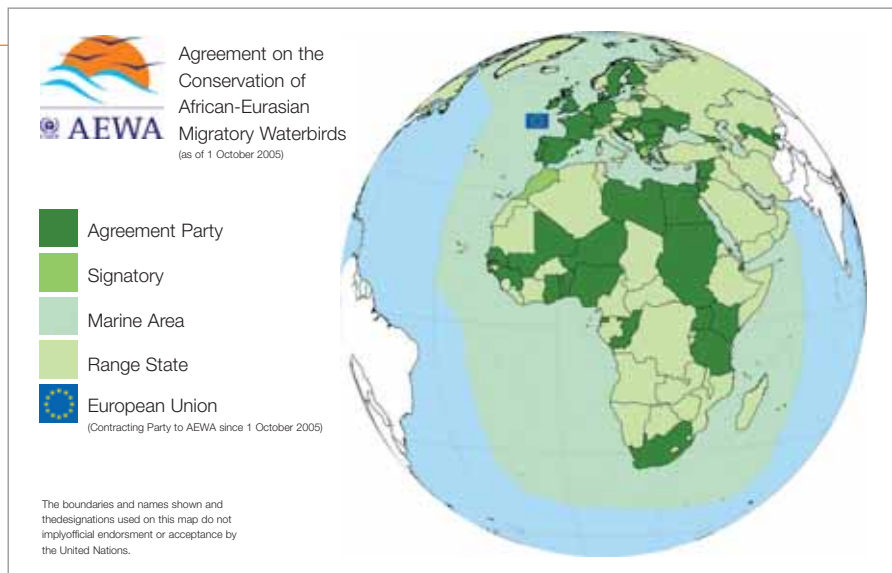 AEWA
Agreement on the
Conservation of
African-Eurasian
Migratory Waterbirds
(as of 1 October 2005)
Agreement Party
Signatory
Marine Area
Range State
European Union
(Contracting Party to AEWA since 1 October 2005)
The boundaries and names shown and
thedesignations used on this map do not
implyofficial endorsment or acceptance by
the United Nations.